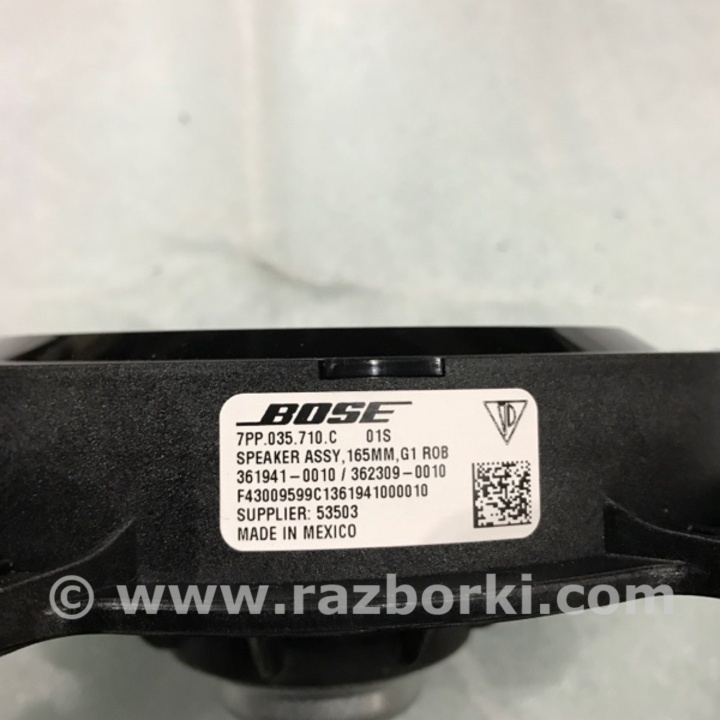 BOSE
7PP.035.710.C 01S
SPEAKER ASSY,165MM,G1 ROB
361941-0010 / 362309-0010
F43009599C1361941000010
SUPPLIER: 53503
MADE IN MEXICO
© www.razborki.com